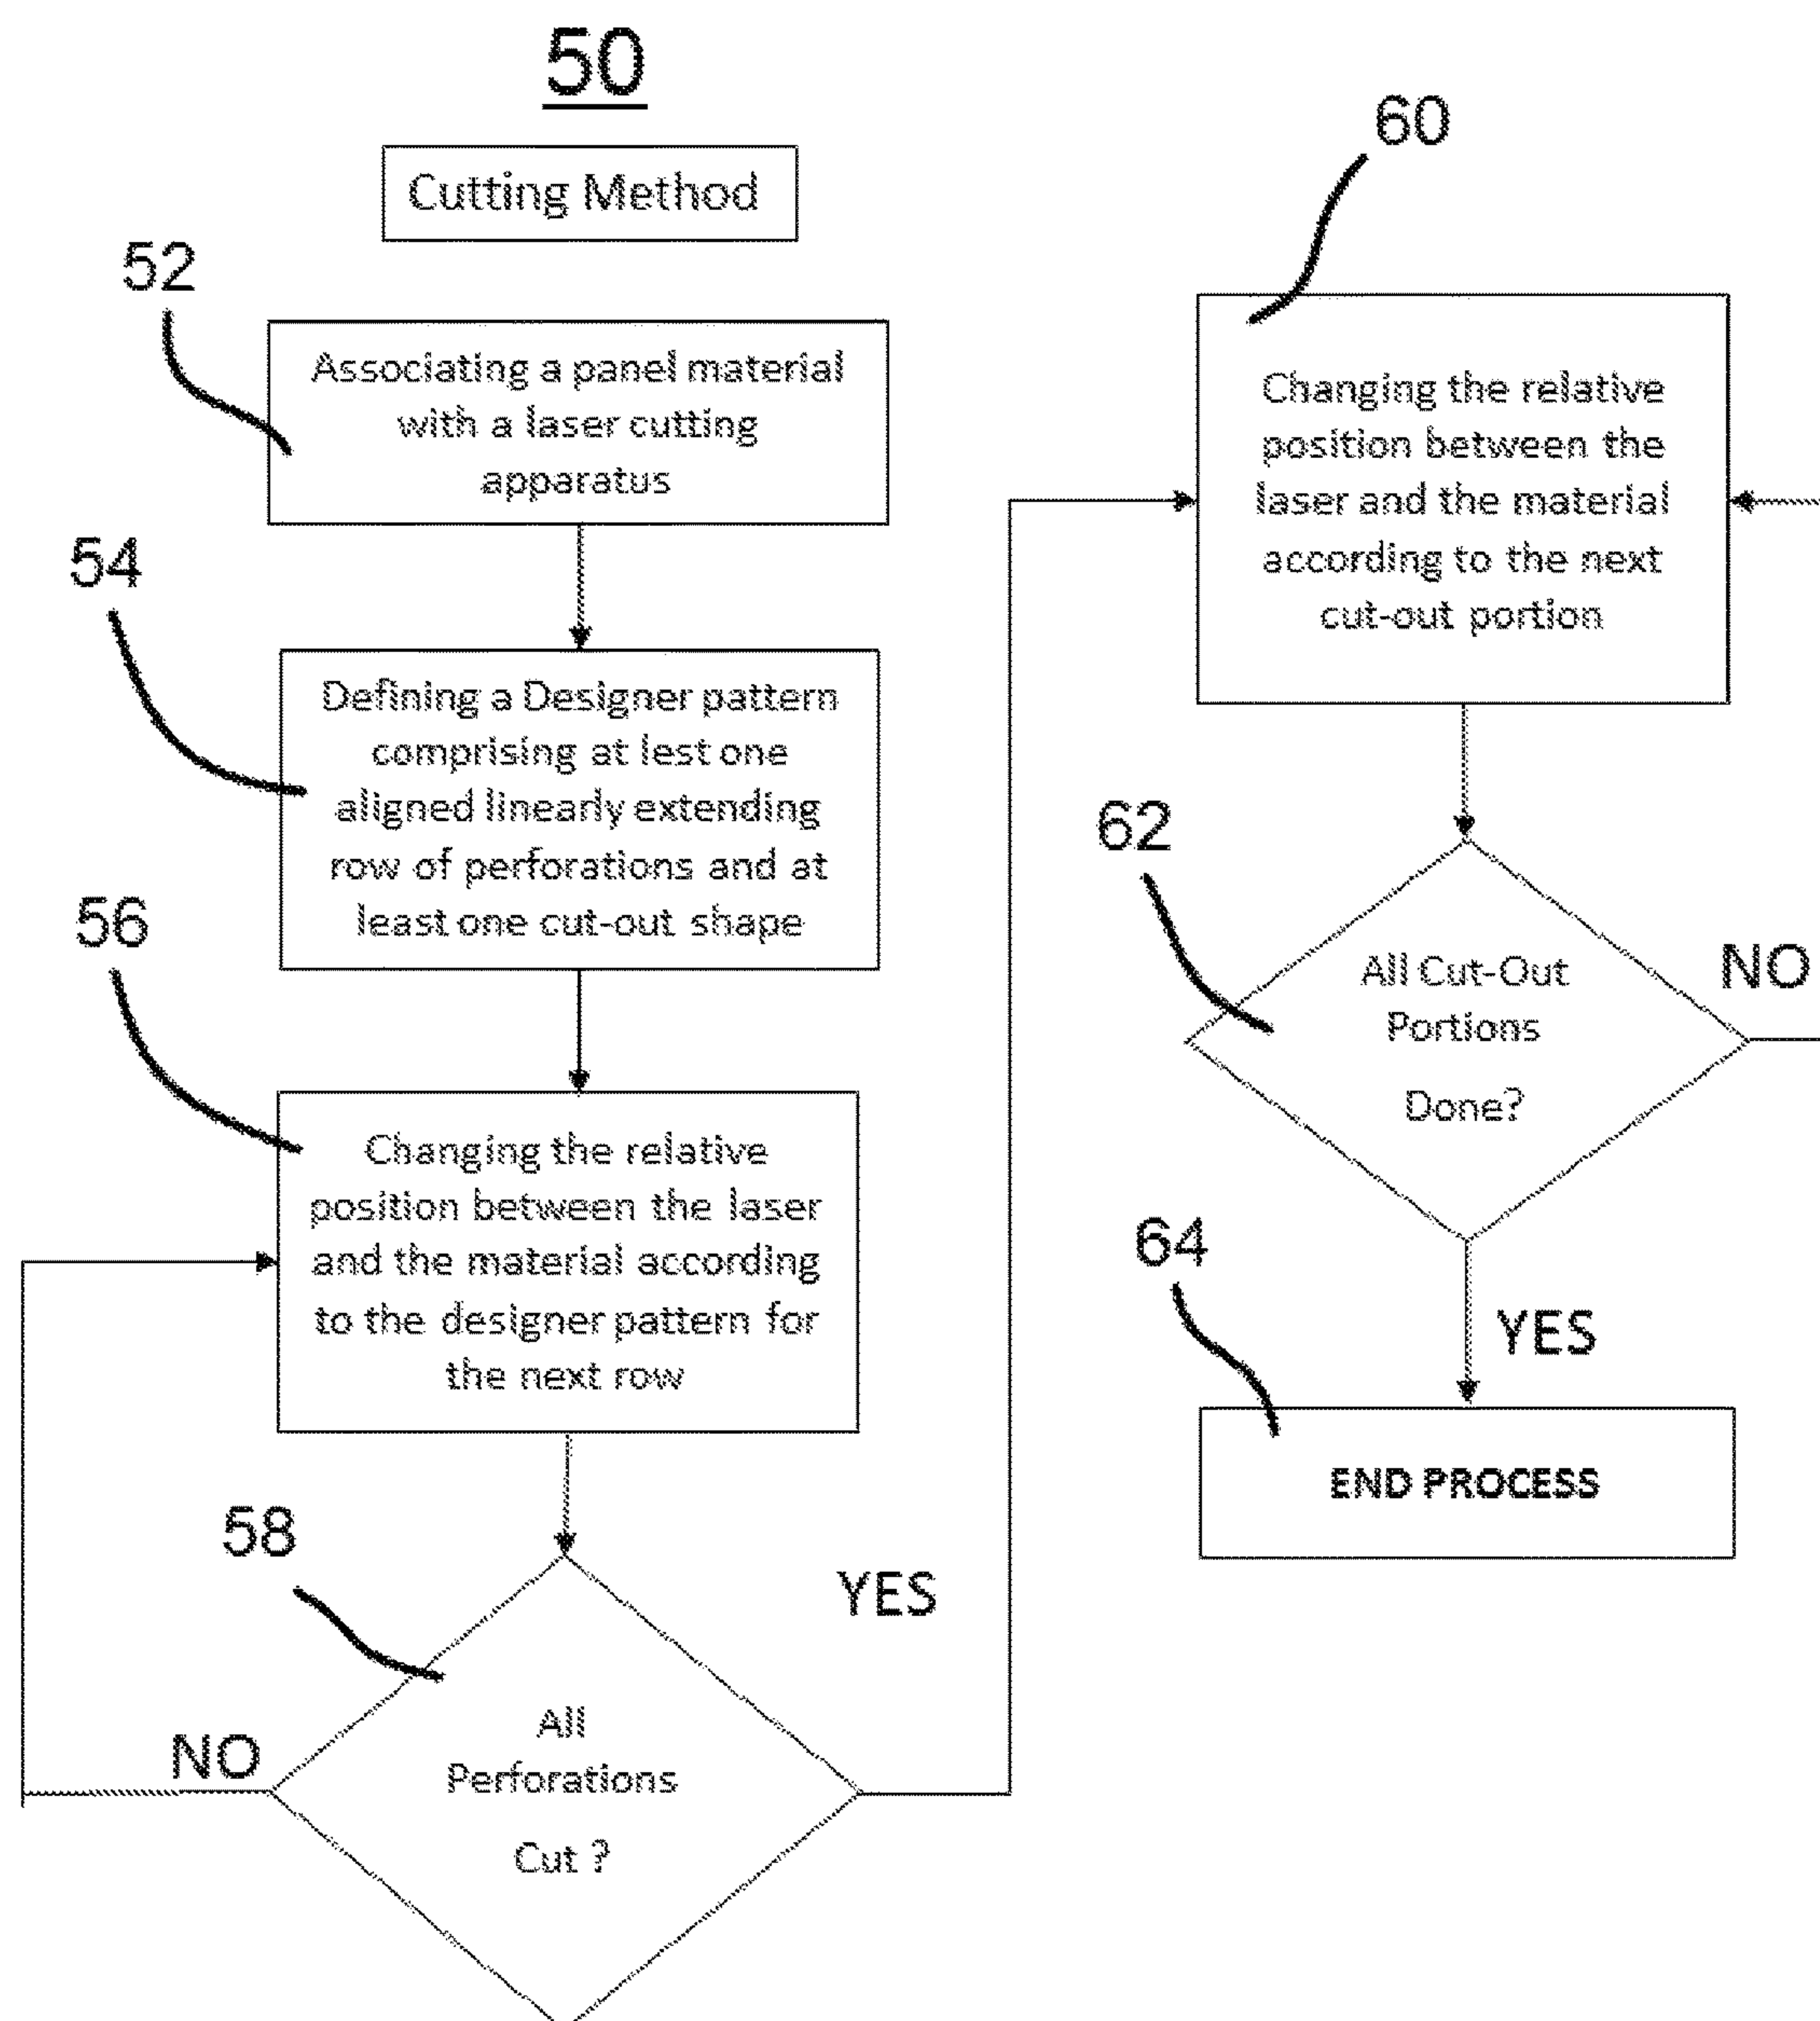 50
Cutting Method
52
Associating a panel material
with a laser cutting
apparatus
54
Defining a Designer pattern
comprising at lest one
aligned linearly extending
row of perforations and at
least one cut-out shape
56
Changing the relative
position between the laser
and the material according
to the designer pattern for
the next row
58
YES
NO
All
Perforations
Cut ?
60
Changing the relative
position between the
laser and the material
according to the next
cut-out portion
62
NO
All Cut-Out
Portions
Done?
64
YES
END PROCESS